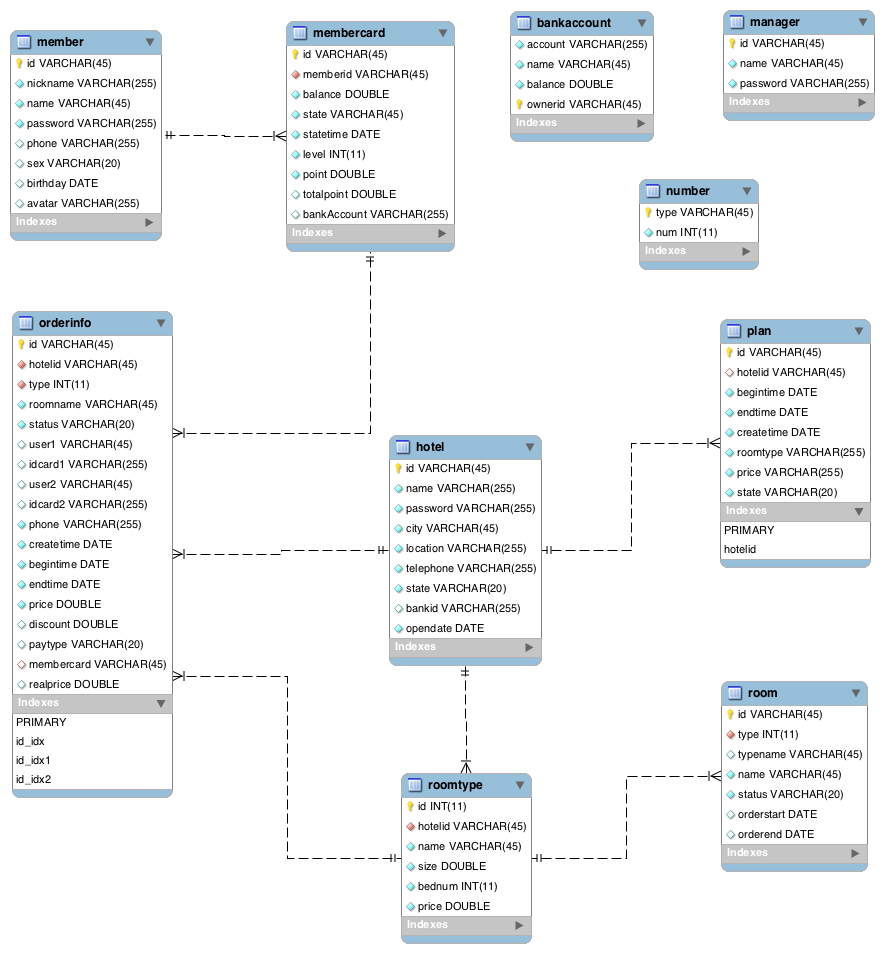 member
id VARCHAR(45)
nickname VARCHAR(255)
name VARCHAR(45)
password VARCHAR(255)
phone VARCHAR(255)
sex VARCHAR(20)
birthday DATE
avatar VARCHAR(255)
Indexes
membercard
id VARCHAR(45)
memberid VARCHAR(45)
balance DOUBLE
state VARCHAR(45)
statetime DATE
level INT(11)
point DOUBLE
totalpoint DOUBLE
bankAccount VARCHAR(255)
Indexes
bankaccount
account VARCHAR(255)
name VARCHAR(45)
balance DOUBLE
ownerid VARCHAR(45)
Indexes
manager
id VARCHAR(45)
name VARCHAR(45)
password VARCHAR(255)
Indexes
number
type VARCHAR(45)
num INT(11)
Indexes
orderinfo
id VARCHAR(45)
hotelid VARCHAR(45)
type INT(11)
roomname VARCHAR(45)
status VARCHAR(20)
user1 VARCHAR(45)
idcard1 VARCHAR(255)
user2 VARCHAR(45)
idcard2 VARCHAR(255)
phone VARCHAR(255)
createtime DATE
begintime DATE
endtime DATE
price DOUBLE
discount DOUBLE
paytype VARCHAR(20)
membercard VARCHAR(45)
realprice DOUBLE
Indexes
PRIMARY
id_idx
id_idx1
id_idx2
hotel
id VARCHAR(45)
name VARCHAR(255)
password VARCHAR(255)
city VARCHAR(45)
location VARCHAR(255)
telephone VARCHAR(255)
state VARCHAR(20)
bankid VARCHAR(255)
opendate DATE
Indexes
plan
id VARCHAR(45)
hotelid VARCHAR(45)
begintime DATE
endtime DATE
createtime DATE
roomtype VARCHAR(255)
price VARCHAR(255)
state VARCHAR(20)
Indexes
PRIMARY
hotelid
roomtype
id INT(11)
hotelid VARCHAR(45)
name VARCHAR(45)
size DOUBLE
bednum INT(11)
price DOUBLE
Indexes
room
id VARCHAR(45)
type INT(11)
typename VARCHAR(45)
name VARCHAR(45)
status VARCHAR(20)
orderstart DATE
orderend DATE
Indexes